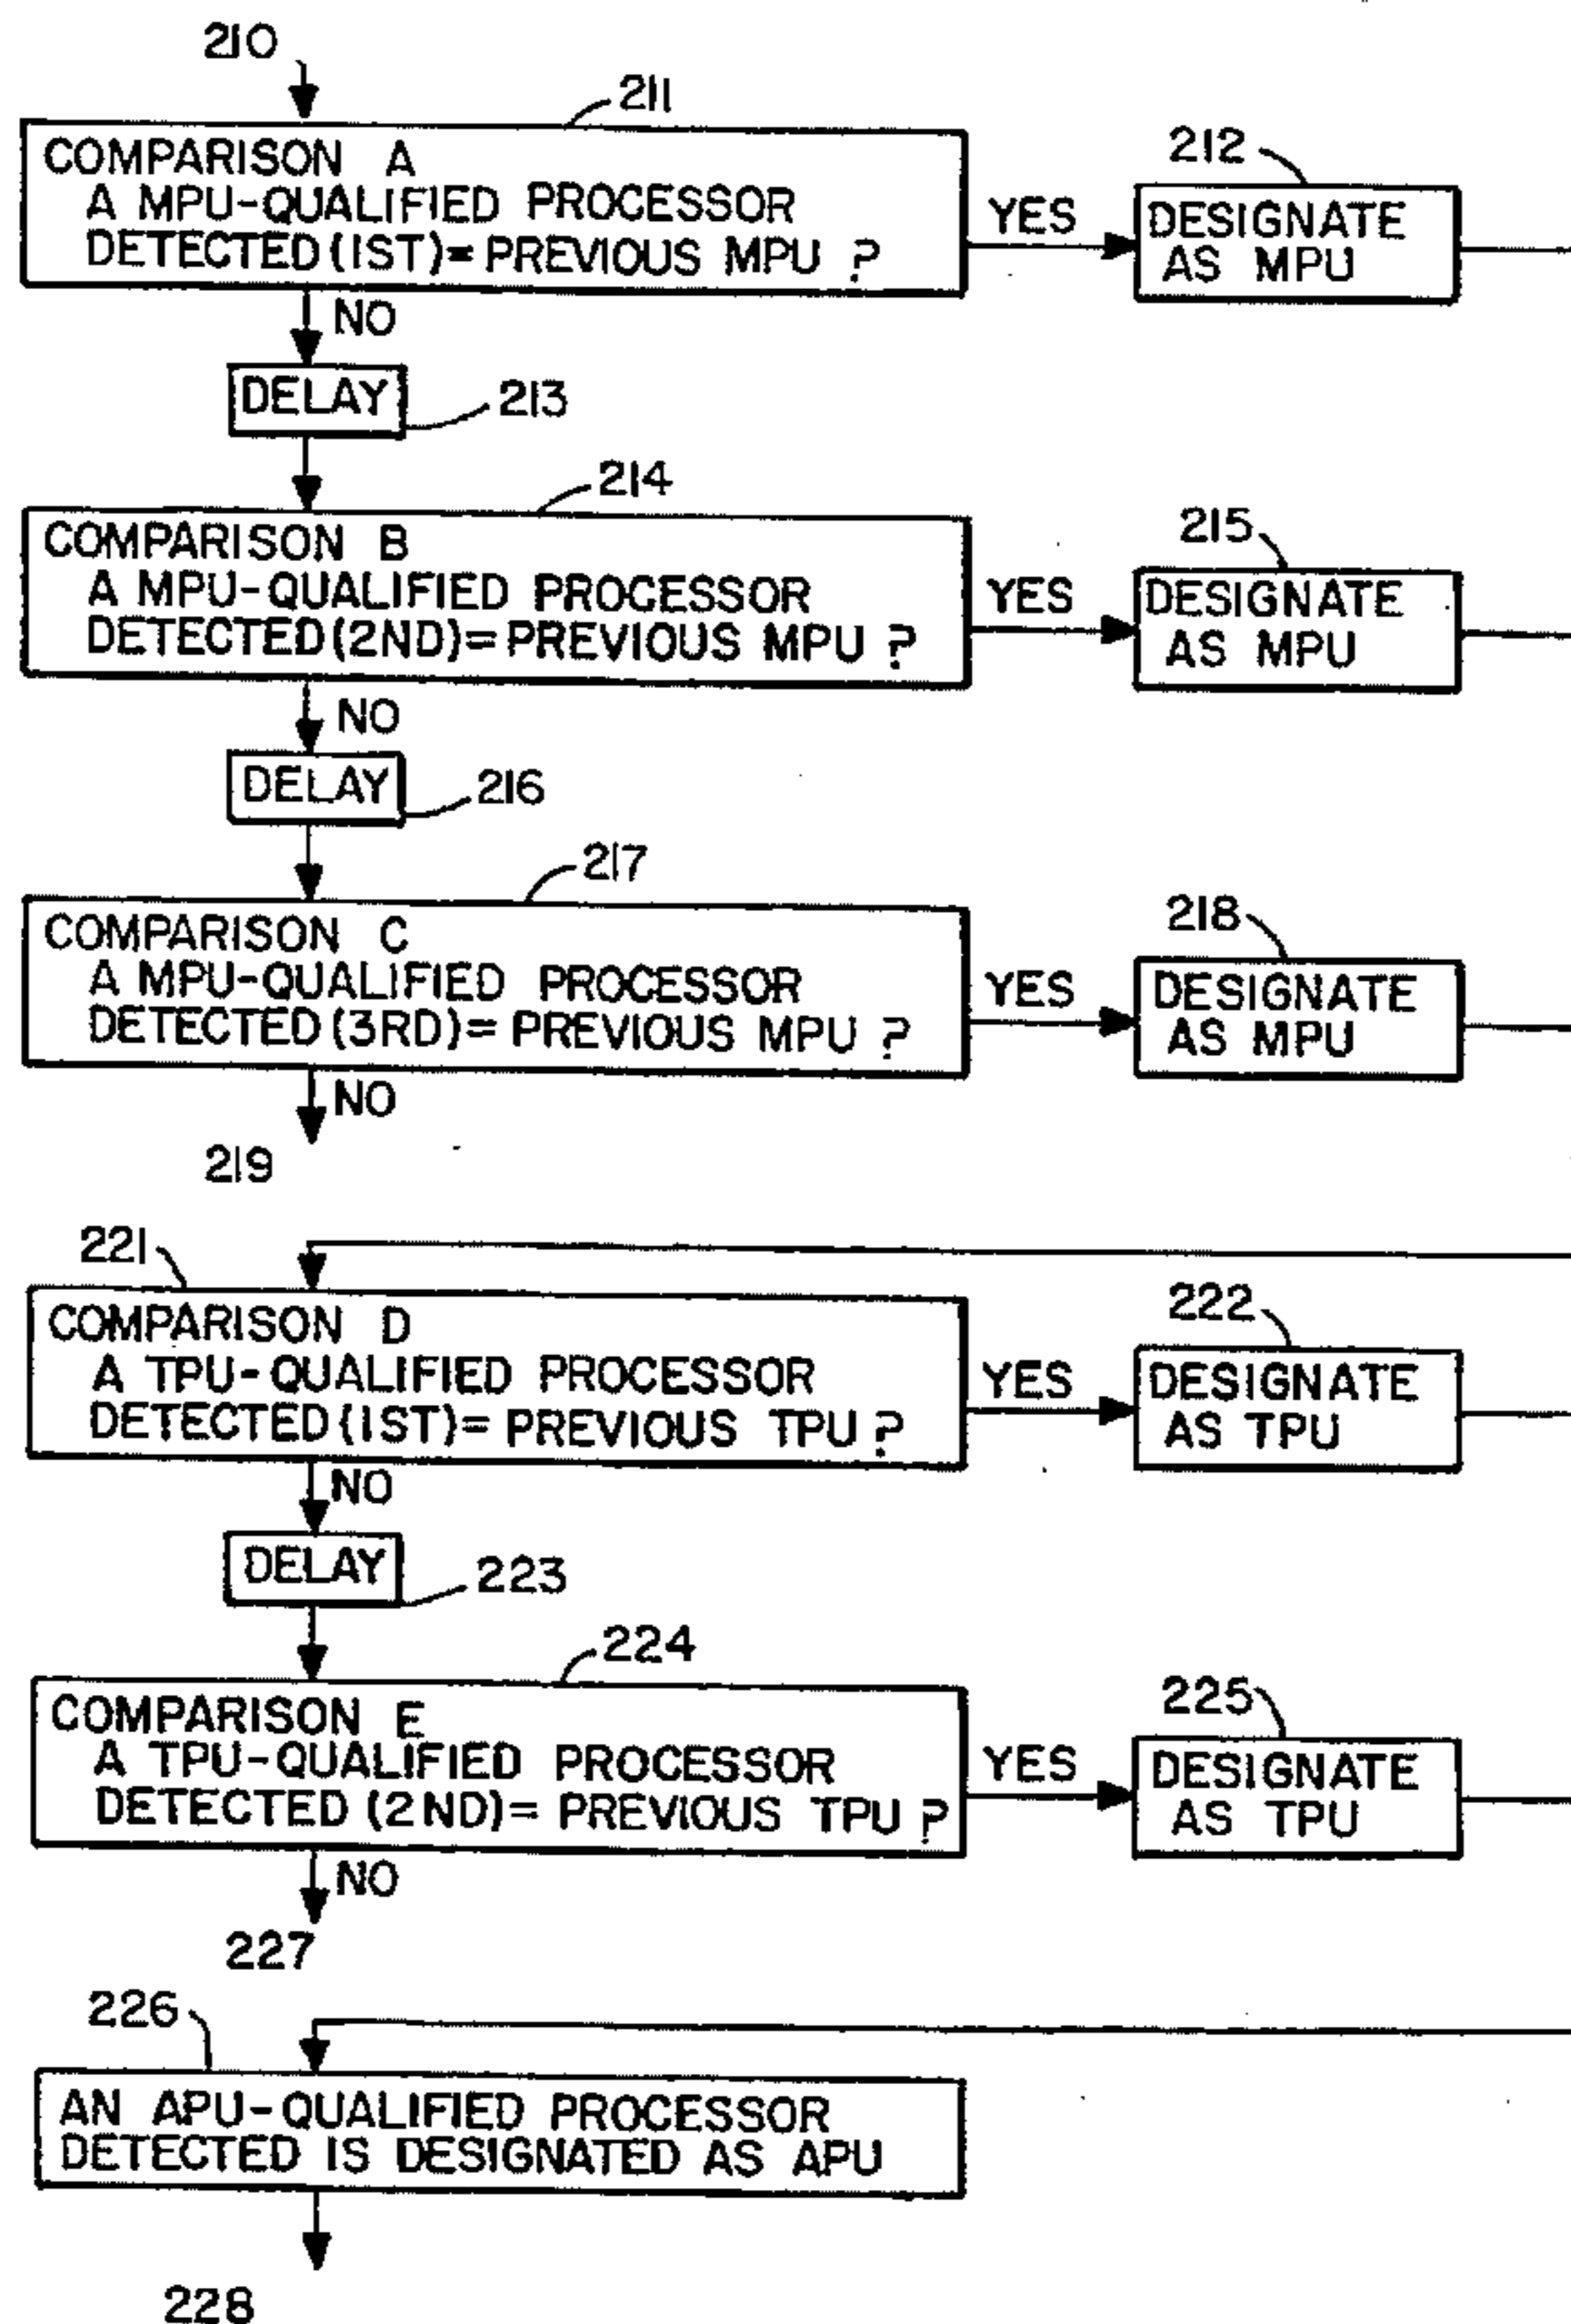 210
211
COMPARISON A
A MPU-QUALIFIED PROCESSOR
DETECTED (1ST)= PREVIOUS MPU ?
YES
212
DESIGNATE
AS MPU
NO
DELAY
213
214
COMPARISON B
A MPU-QUALIFIED PROCESSOR
DETECTED (2ND)= PREVIOUS MPU ?
YES
215
DESIGNATE
AS MPU
NO
DELAY
216
217
COMPARISON C
A MPU-QUALIFIED PROCESSOR
DETECTED (3RD)= PREVIOUS MPU ?
YES
218
DESIGNATE
AS MPU
NO
219
221
COMPARISON D
A TPU-QUALIFIED PROCESSOR
DETECTED (1ST)= PREVIOUS TPU ?
YES
222
DESIGNATE
AS TPU
NO
DELAY
223
224
COMPARISON E
A TPU-QUALIFIED PROCESSOR
DETECTED (2ND)= PREVIOUS TPU ?
YES
225
DESIGNATE
AS TPU
NO
227
226
AN APU-QUALIFIED PROCESSOR
DETECTED IS DESIGNATED AS APU
228